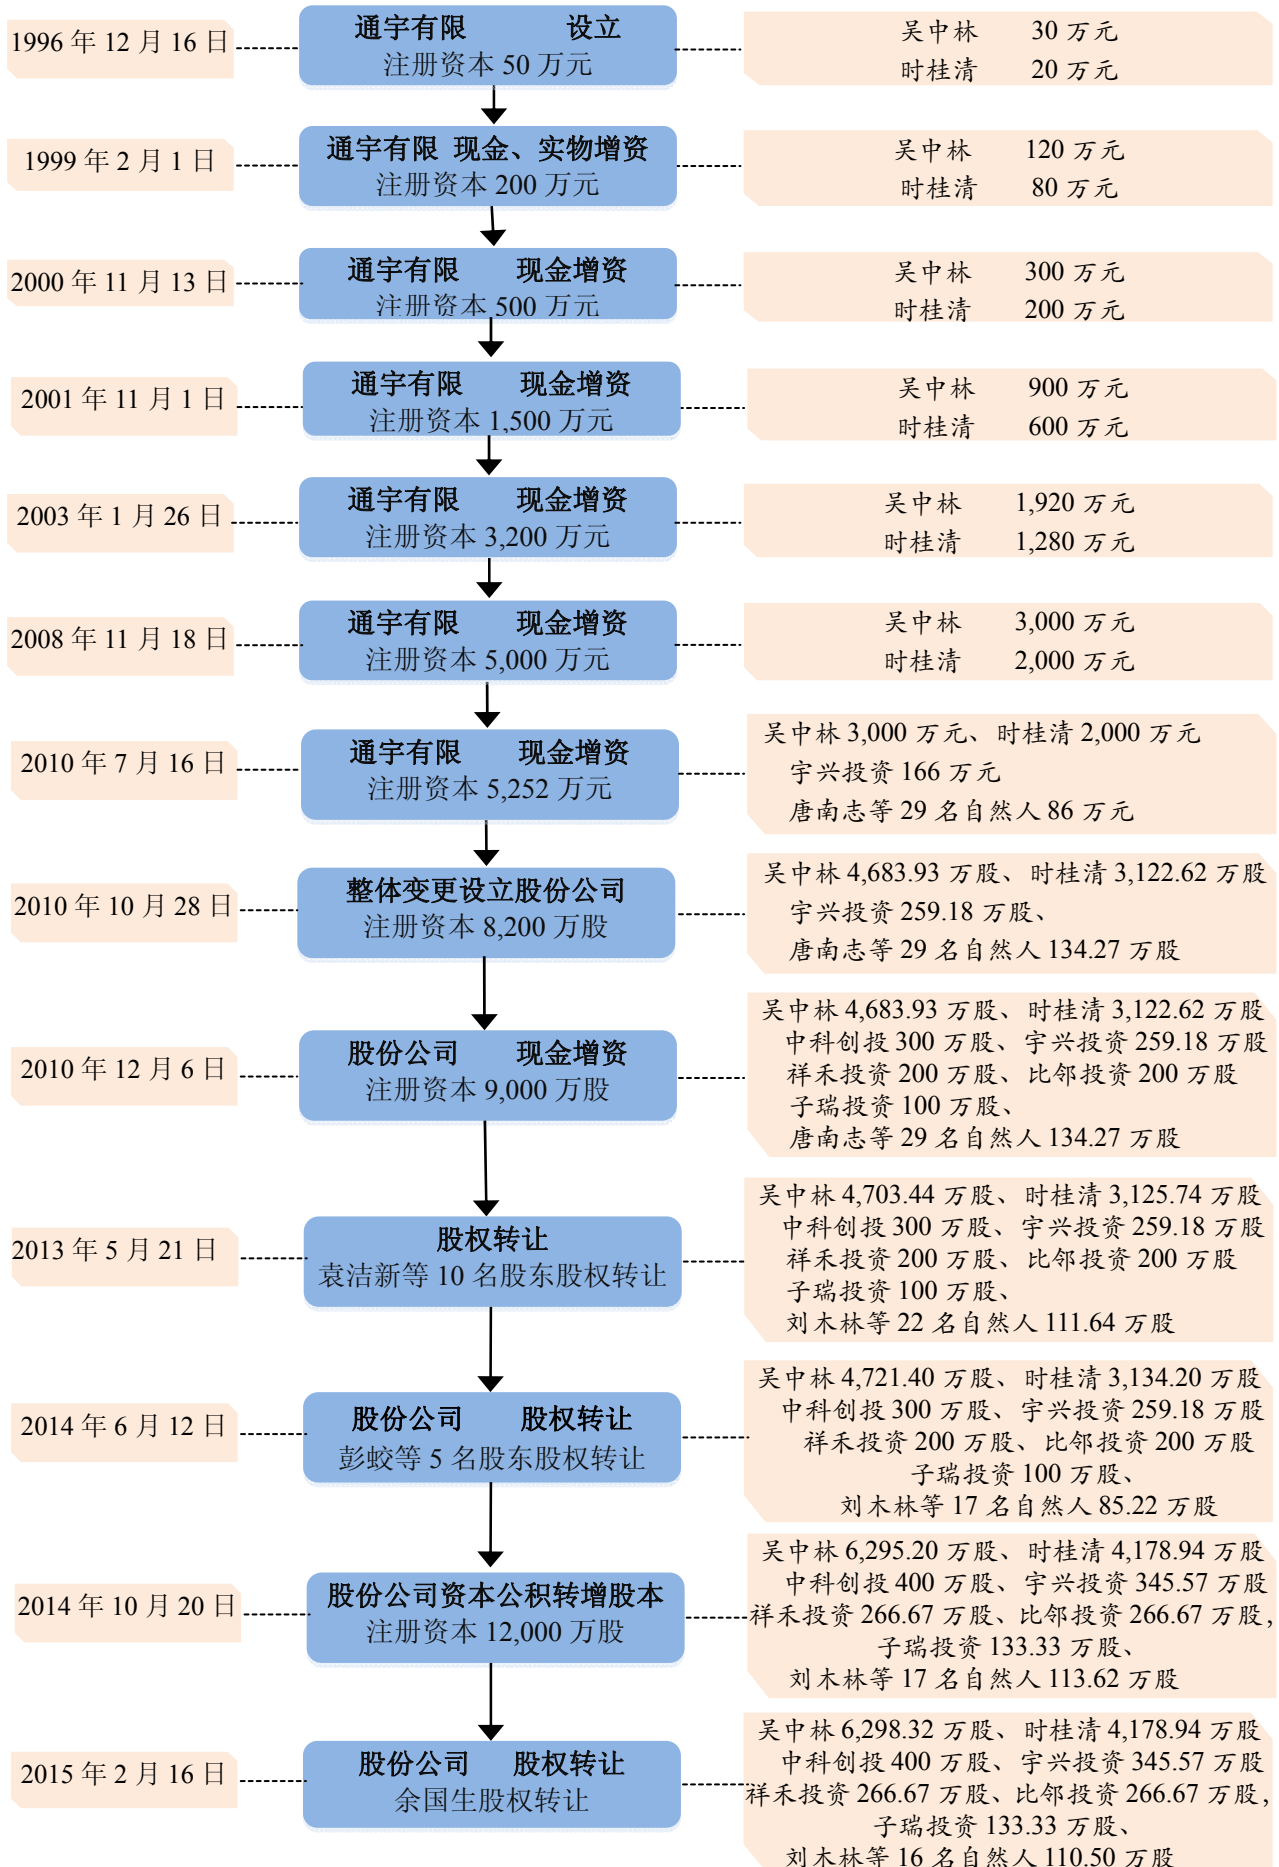 1996 年 12 月 16 日
通宇有限 设立
注册资本 50 万元
吴中林 30 万元
时桂清 20 万元
1999 年 2 月 1 日
通宇有限 现金、实物增资
注册资本 200 万元
吴中林 120 万元
时桂清 80 万元
2000 年 11 月 13 日
通宇有限 现金增资
注册资本 500 万元
吴中林 300 万元
时桂清 200 万元
2001 年 11 月 1 日
通宇有限 现金增资
注册资本 1,500 万元
吴中林 900 万元
时桂清 600 万元
2003 年 1 月 26 日
通宇有限 现金增资
注册资本 3,200 万元
吴中林 1,920 万元
时桂清 1,280 万元
2008 年 11 月 18 日
通宇有限 现金增资
注册资本 5,000 万元
吴中林 3,000 万元
时桂清 2,000 万元
2010 年 7 月 16 日
通宇有限 现金增资
注册资本 5,252 万元
吴中林 3,000 万元、时桂清 2,000 万元
宇兴投资 166 万元
唐南志等 29 名自然人 86 万元
2010 年 10 月 28 日
整体变更设立股份公司
注册资本 8,200 万股
吴中林 4,683.93 万股、时桂清 3,122.62 万股
宇兴投资 259.18 万股、
唐南志等 29 名自然人 134.27 万股
2010 年 12 月 6 日
股份公司 现金增资
注册资本 9,000 万股
吴中林 4,683.93 万股、时桂清 3,122.62 万股
中科创投 300 万股、宇兴投资 259.18 万股
祥禾投资 200 万股、比邻投资 200 万股
子瑞投资 100 万股、
唐南志等 29 名自然人 134.27 万股
2013 年 5 月 21 日
股权转让
袁洁新等 10 名股东股权转让
吴中林 4,703.44 万股、时桂清 3,125.74 万股
中科创投 300 万股、宇兴投资 259.18 万股
祥禾投资 200 万股、比邻投资 200 万股
子瑞投资 100 万股、
刘木林等 22 名自然人 111.64 万股
2014 年 6 月 12 日
股份公司 股权转让
彭蛟等 5 名股东股权转让
吴中林 4,721.40 万股、时桂清 3,134.20 万股
中科创投 300 万股、宇兴投资 259.18 万股
祥禾投资 200 万股、比邻投资 200 万股
子瑞投资 100 万股、
刘木林等 17 名自然人 85.22 万股
2014 年 10 月 20 日
股份公司资本公积转增股本
注册资本 12,000 万股
吴中林 6,295.20 万股、时桂清 4,178.94 万股
中科创投 400 万股、宇兴投资 345.57 万股
祥禾投资 266.67 万股、比邻投资 266.67 万股，
子瑞投资 133.33 万股、
刘木林等 17 名自然人 113.62 万股
2015 年 2 月 16 日
股份公司 股权转让
余国生股权转让
吴中林 6,298.32 万股、时桂清 4,178.94 万股
中科创投 400 万股、宇兴投资 345.57 万股
祥禾投资 266.67 万股、比邻投资 266.67 万股，
子瑞投资 133.33 万股、
刘木林等 16 名自然人 110.50 万股